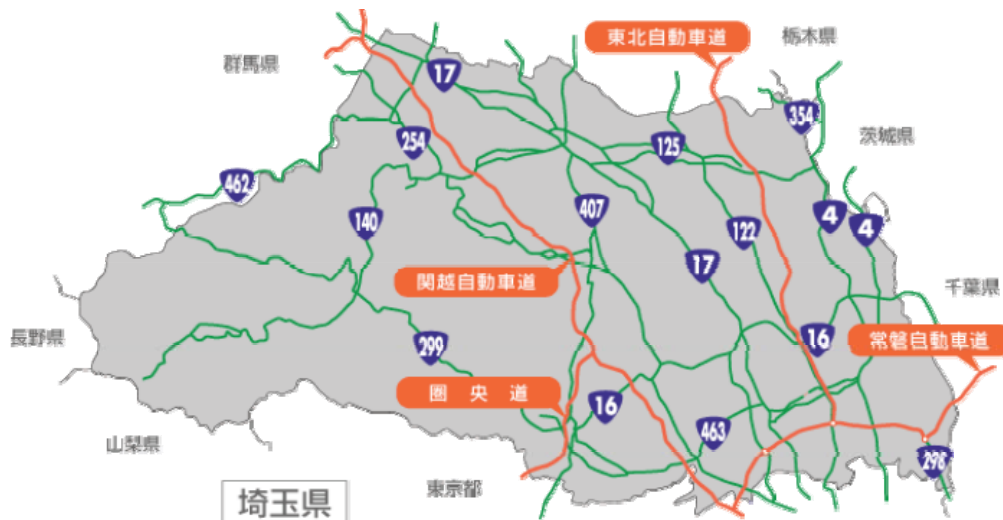 東北自動車道
栃木県
群馬県
17
354
茨城県
254
125
462
140
407
4
4
122
17
関越自動車道
千葉県
長野県
16
常磐自動車道
299
圏央道
16
463
山梨県
298
東京都
埼玉県